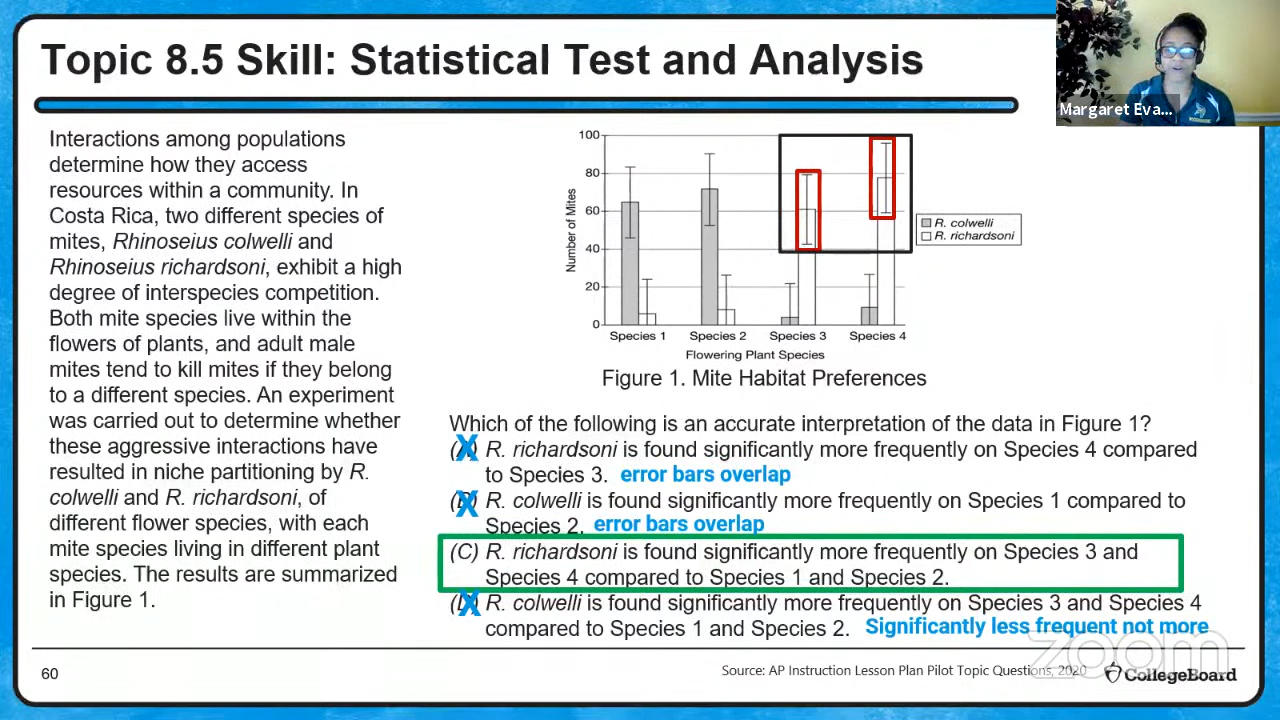 Topic 8.5 Skill: Statistical Test and Analysis
Margaret Eva...
Interactions among populations
determine how they access
resources within a community. In
Costa Rica, two different species of
mites, Rhinoseius colwelli and
Rhinoseius richardsoni, exhibit a high
degree of interspecies competition.
Both mite species live within the
flowers of plants, and adult male
mites tend to kill mites if they belong
to a different species. An experiment
was carried out to determine whether
these aggressive interactions have
resulted in niche partitioning by R.
colwelli and R. richardsoni, of
different flower species, with each
mite species living in different plant
species. The results are summarized
in Figure 1.
Number of Mites
100
80
60
40
20
0
Species 1 Species 2 Species 3 Species 4
Flowering Plant Species
R. colwelli
R. richardsoni
Figure 1. Mite Habitat Preferences
Which of the following is an accurate interpretation of the data in Figure 1?
(A) R. richardsoni is found significantly more frequently on Species 4 compared
to Species 3. error bars overlap
(B) R. colwelli is found significantly more frequently on Species 1 compared to
Species 2. error bars overlap
(C) R. richardsoni is found significantly more frequently on Species 3 and
Species 4 compared to Species 1 and Species 2.
(D) R. colwelli is found significantly more frequently on Species 3 and Species 4
compared to Species 1 and Species 2. Significantly less frequent not more
zoom
60
Source: AP Instruction Lesson Plan Pilot Topic Questions, 2020
CollegeBoard